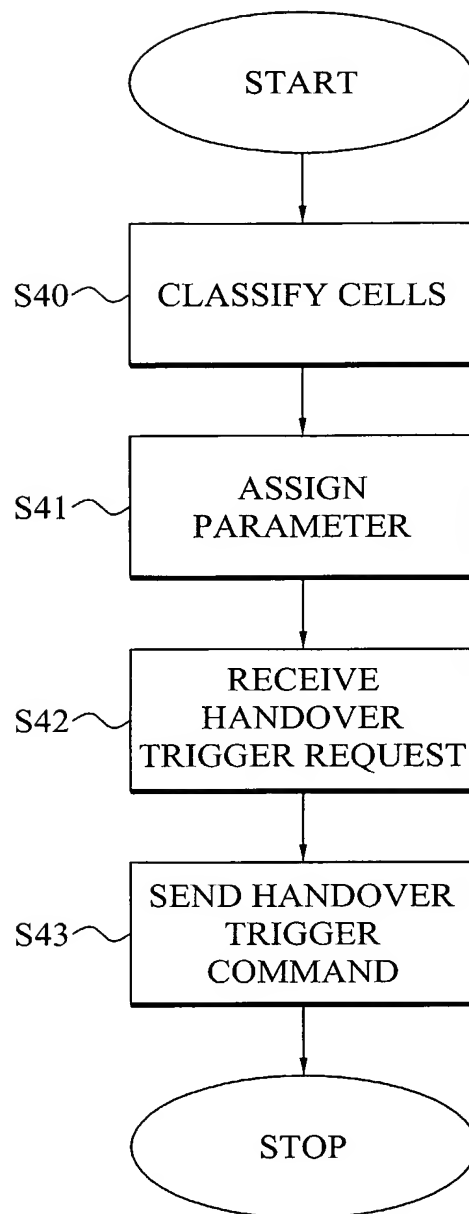 START
S40
CLASSIFY CELLS
S41
ASSIGN
PARAMETER
S42
RECEIVE
HANDOVER
TRIGGER REQUEST
S43
SEND HANDOVER
TRIGGER
COMMAND
STOP